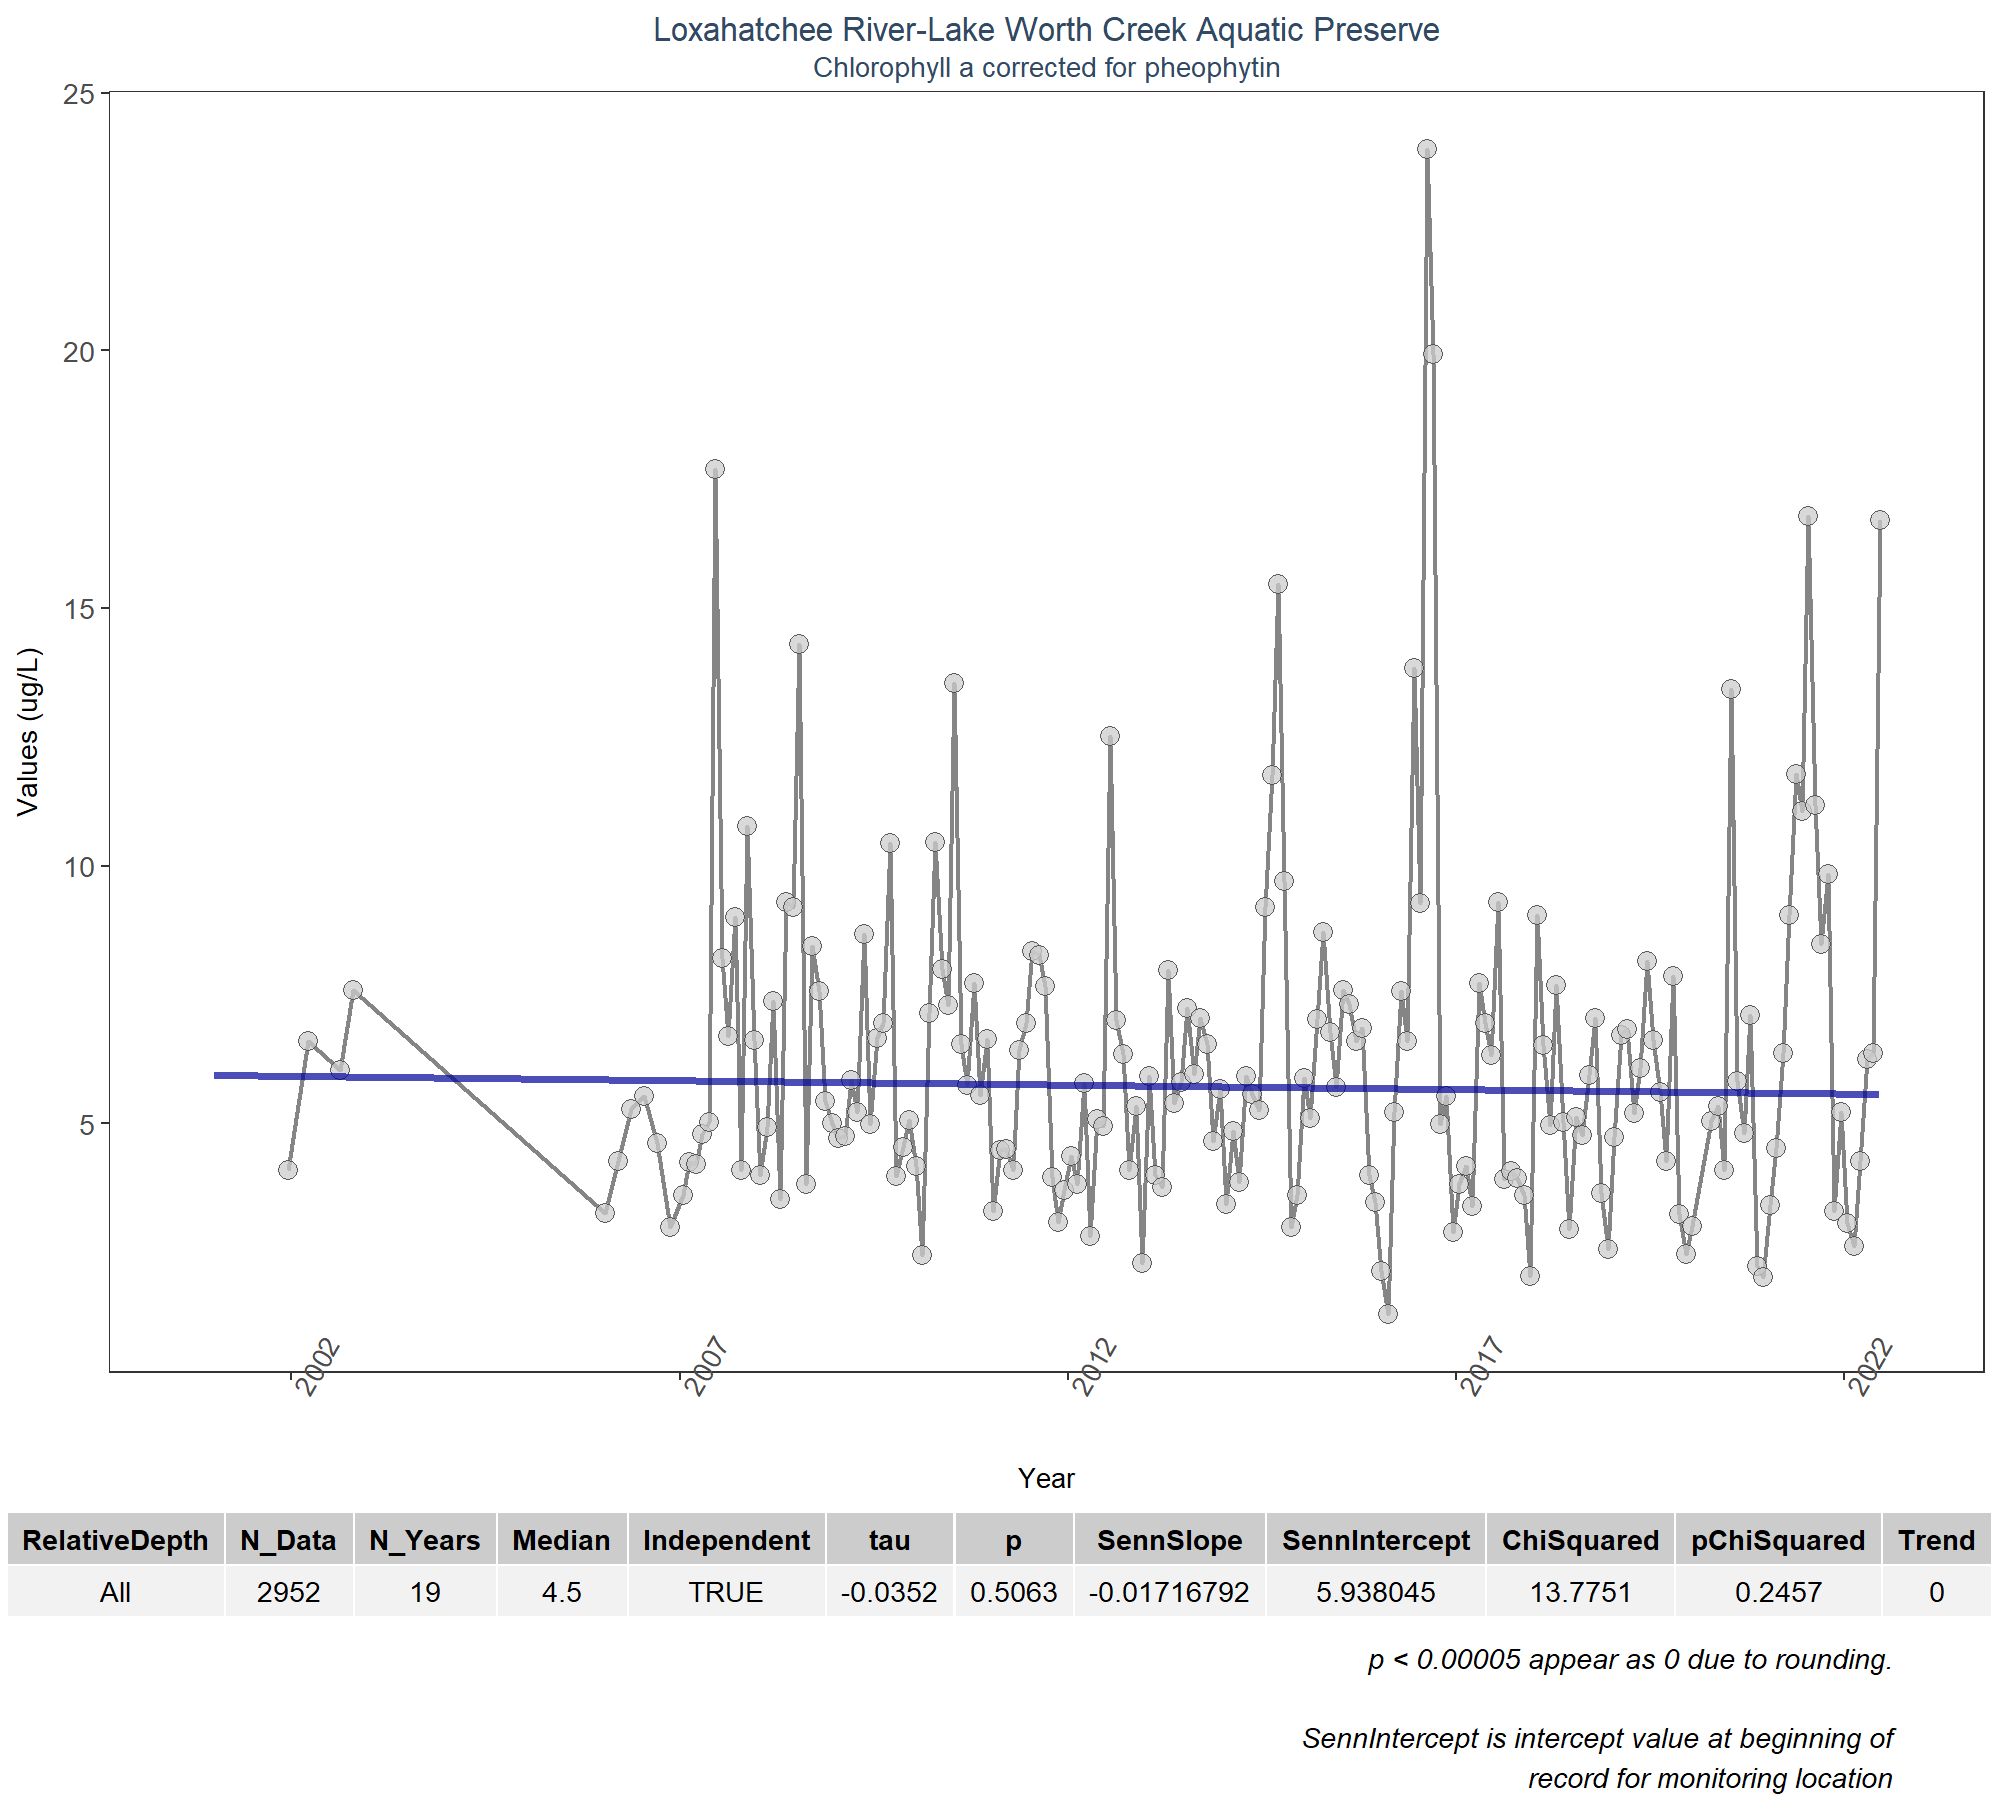 Loxahatchee River-Lake Worth Creek Aquatic Preserve
Chlorophyll a corrected for pheophytin
25
20
15
10
5
Values (ug/L)
2002
2007
2012
2017
2022
Year
RelativeDepth N_Data N_Years Median Independent tau p SennSlope SennIntercept ChiSquared pChiSquared Trend
All 2952 19 4.5 TRUE -0.0352 0.5063 -0.01716792 5.938045 13.7751 0.2457 0
p < 0.00005 appear as 0 due to rounding.
SennIntercept is intercept value at beginning of
record for monitoring location